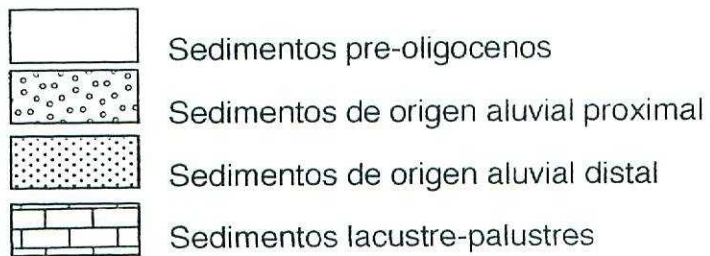 Sedimentos pre-oligocenos
Sedimentos de origen aluvial proximal
Sedimentos de origen aluvial distal
Sedimentos lacustre-palustres